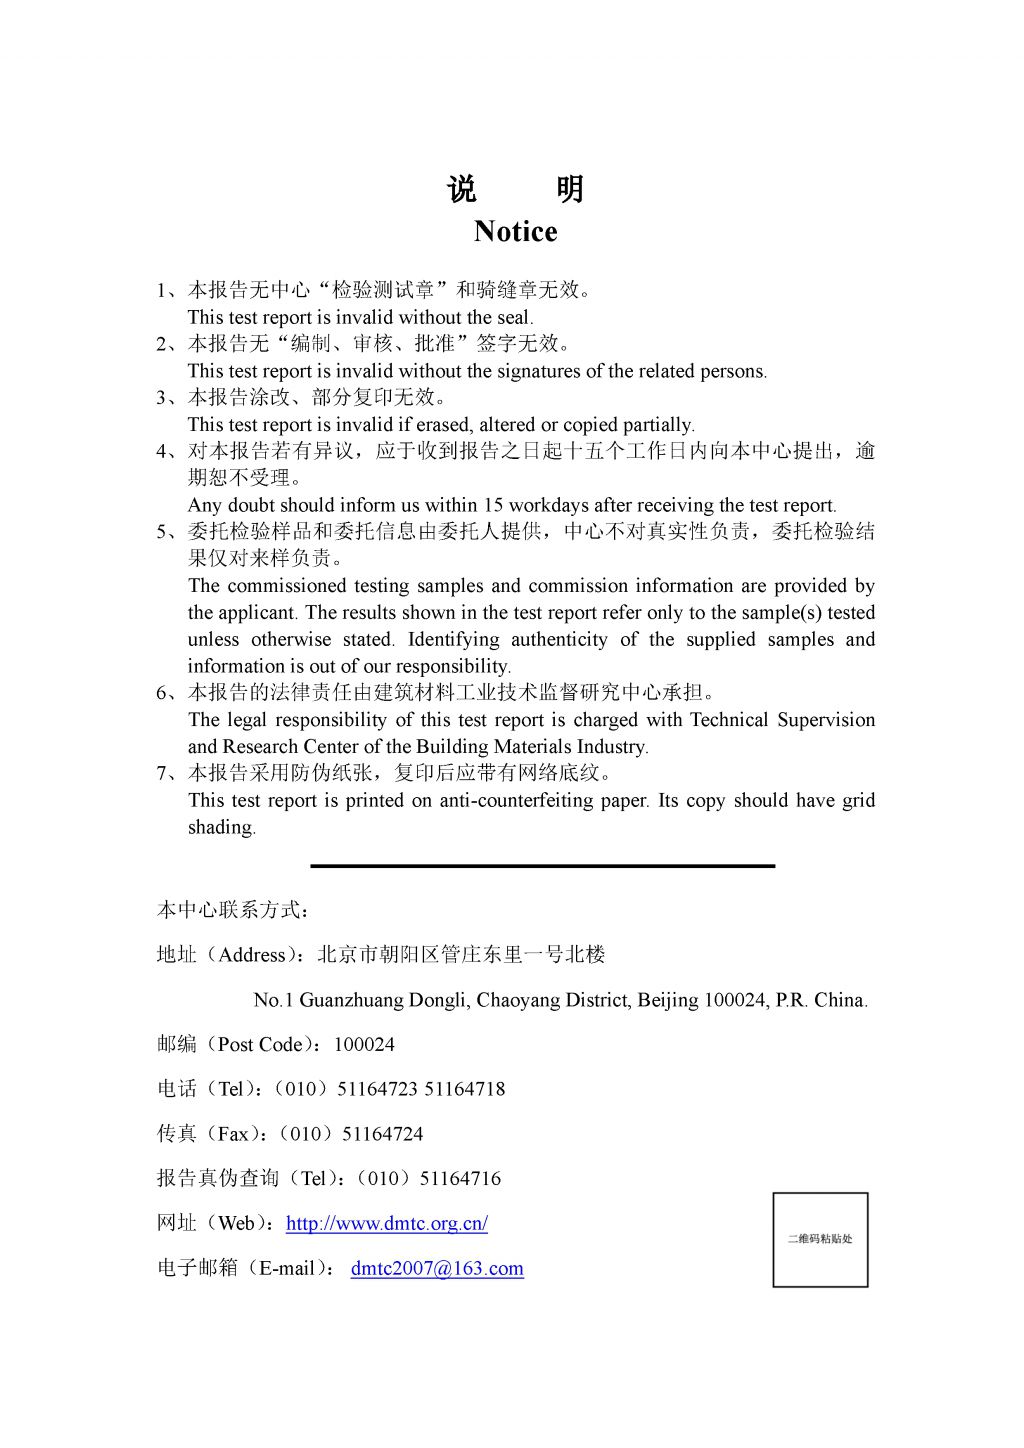 说 明
Notice
1、本报告无中心“检验测试章”和骑缝章无效。
This test report is invalid without the seal.
2、本报告无“编制、审核、批准”签字无效。
This test report is invalid without the signatures of the related persons.
3、本报告涂改、部分复印无效。
This test report is invalid if erased, altered or copied partially.
4、对本报告若有异议，应于收到报告之日起十五个工作日内向本中心提出，逾
期恕不受理。
Any doubt should inform us within 15 workdays after receiving the test report.
5、委托检验样品和委托信息由委托人提供，中心不对真实性负责，委托检验结
果仅对来样负责。
The commissioned testing samples and commission information are provided by
the applicant. The results shown in the test report refer only to the sample(s) tested
unless otherwise stated. Identifying authenticity of the supplied samples and
information is out of our responsibility.
6、本报告的法律责任由建筑材料工业技术监督研究中心承担。
The legal responsibility of this test report is charged with Technical Supervision
and Research Center of the Building Materials Industry.
7、本报告采用防伪纸张，复印后应带有网络底纹。
This test report is printed on anti-counterfeiting paper. Its copy should have grid
shading.
本中心联系方式：
地址（Address）：北京市朝阳区管庄东里一号北楼
No.1 Guanzhuang Dongli, Chaoyang District, Beijing 100024, P.R. China.
邮编（Post Code）：100024
电话（Tel）：（010）51164723 51164718
传真（Fax）：（010）51164724
报告真伪查询（Tel）：（010）51164716
网址（Web）：http://www.dmtc.org.cn/
二维码粘贴处
电子邮箱（E-mail）： dmtc2007@163.com